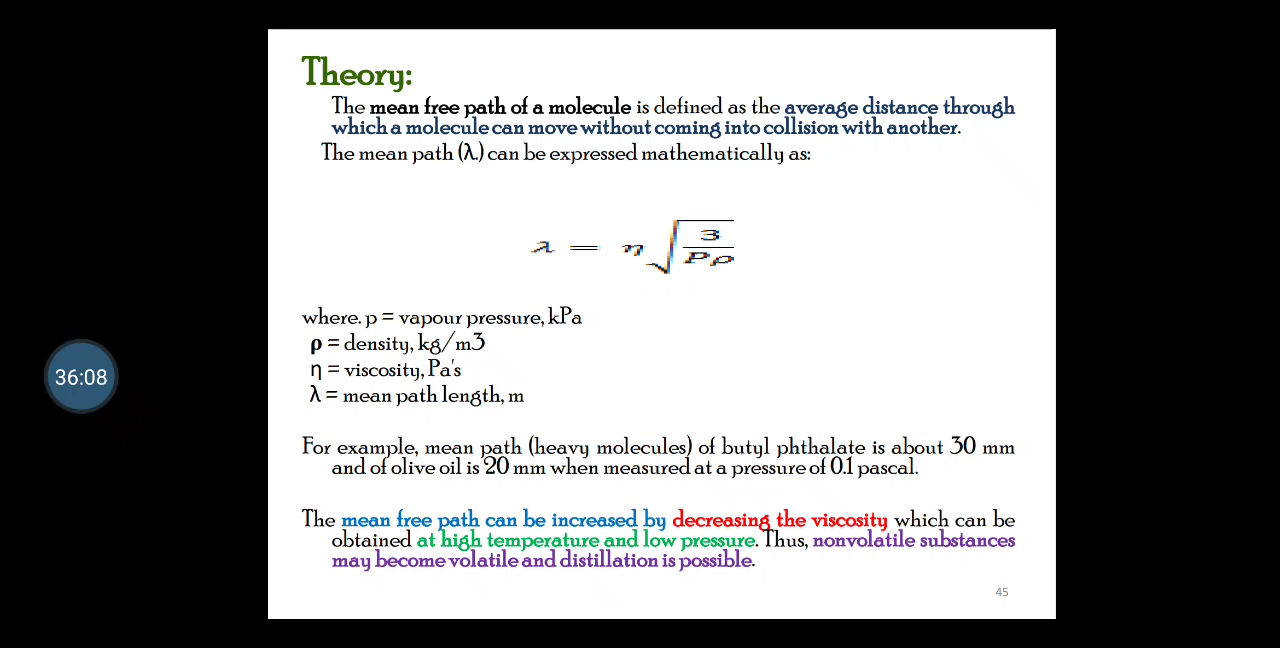 Theory:
The mean free path of a molecule is defined as the average distance through
which a molecule can move without coming into collision with another.
The mean path (λ) can be expressed mathematically as:
λ = η√(3/Pρ)
where. p = vapour pressure, kPa
ρ = density, kg/m3
η = viscosity, Pa's
λ = mean path length, m
36:08
For example, mean path (heavy molecules) of butyl phthalate is about 30 mm
and of olive oil is 20 mm when measured at a pressure of 0.1 pascal.
The mean free path can be increased by decreasing the viscosity which can be
obtained at high temperature and low pressure. Thus, nonvolatile substances
may become volatile and distillation is possible.
45